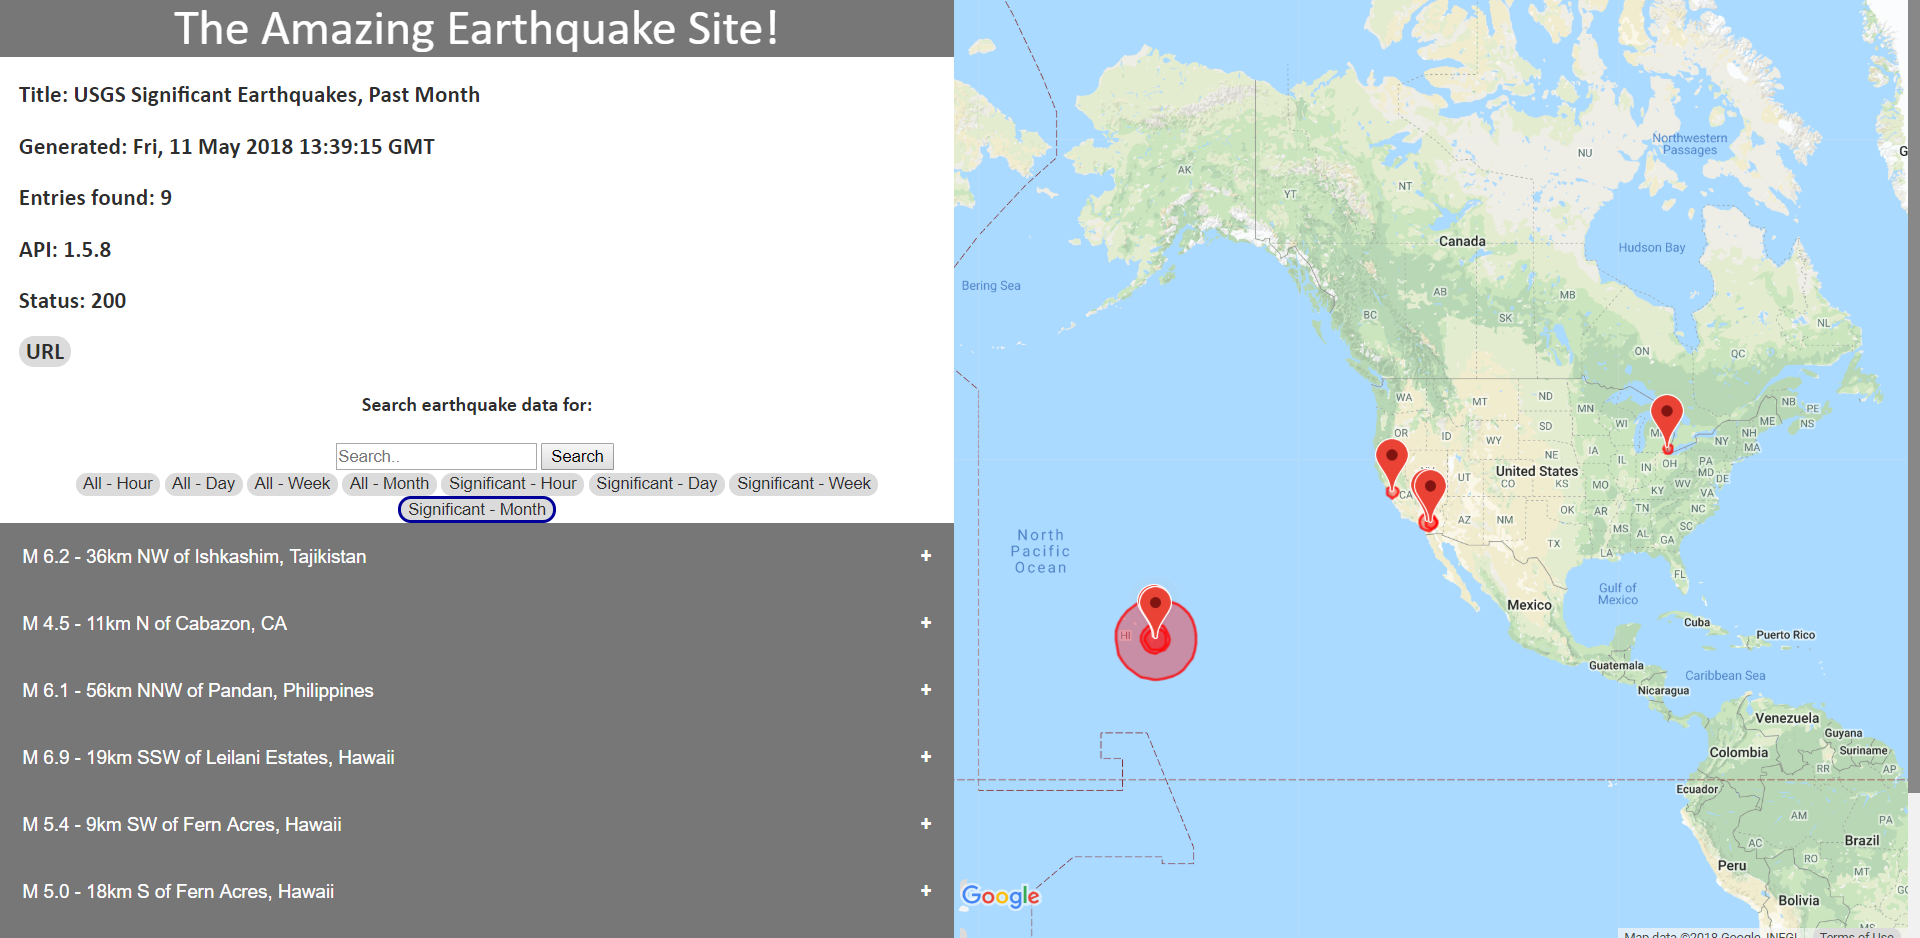 The Amazing Earthquake Site!
Title: USGS Significant Earthquakes, Past Month
Generated: Fri, 11 May 2018 13:39:15 GMT
Entries found: 9
API: 1.5.8
Status: 200
URL
Search earthquake data for:
Search.. Search
All - Hour All - Day All - Week All - Month Significant - Hour Significant - Day Significant - Week
Significant - Month
M 6.2 - 36km NW of Ishkashim, Tajikistan +
M 4.5 - 11km N of Cabazon, CA +
M 6.1 - 56km NNW of Pandan, Philippines +
M 6.9 - 19km SSW of Leilani Estates, Hawaii +
M 5.4 - 9km SW of Fern Acres, Hawaii +
M 5.0 - 18km S of Fern Acres, Hawaii +
Northwestern
Passages
NU
AK
NT
YT
Canada
Hudson Bay
Bering Sea
AB
MB
BC
SK
NL
ON
QC
WA
MT
ND
MN
NB
PE
ME
NS
OR
ID
SD
WI
NY
NH
MA
WY
NE
IA
IL
IN
OH
PA
MD
DE
United States
UT
CO
KS
MO
KY
WV
VA
CA
AZ
NM
OK
AR
TN
NC
MS
AL
SC
GA
TX
LA
FL
North
Pacific
Ocean
Gulf of
Mexico
Mexico
HI
Cuba
Puerto Rico
Guatemala
Caribbean Sea
Nicaragua
Venezuela
Guyana
Colombia
Suriname
RR
AP
Ecuador
AM
PA
Brazil
AC
RO
Peru
MT
Bolivia
Google
Map data ©2018 Google, INEGI Terms of Use